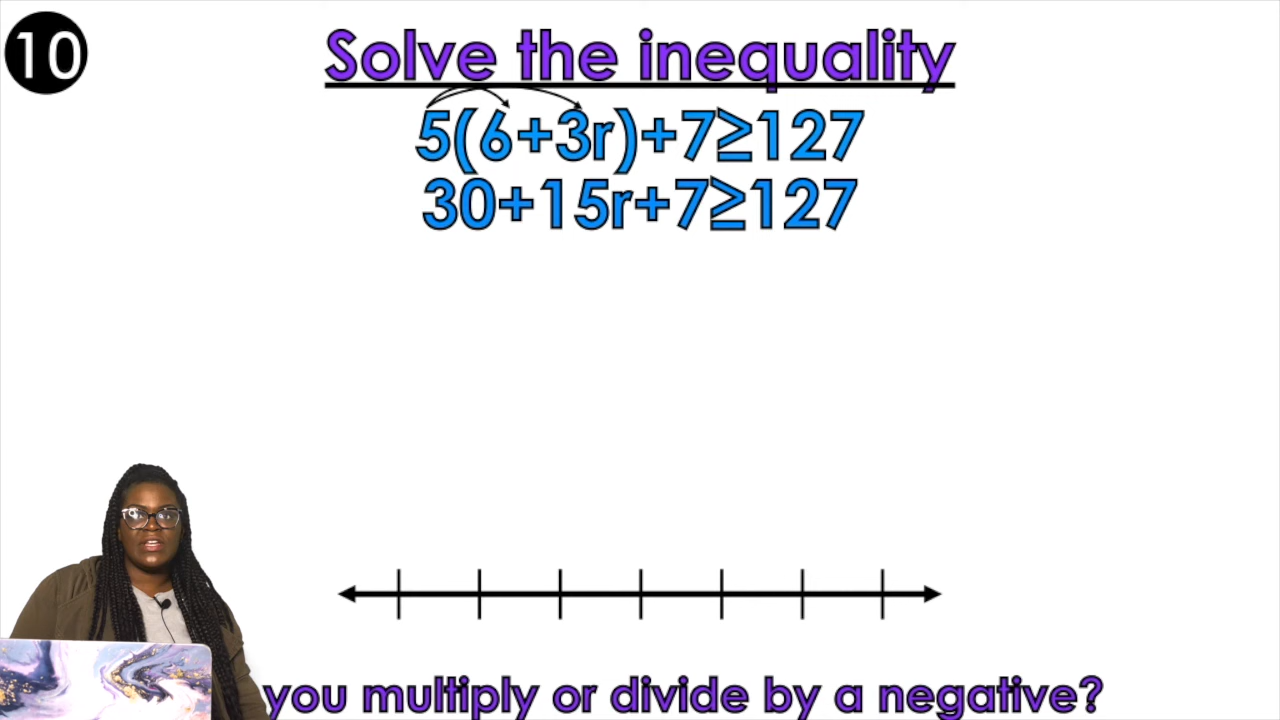 10
Solve the inequality
5(6+3r)+7≥127
30+15r+7≥127
you multiply or divide by a negative?